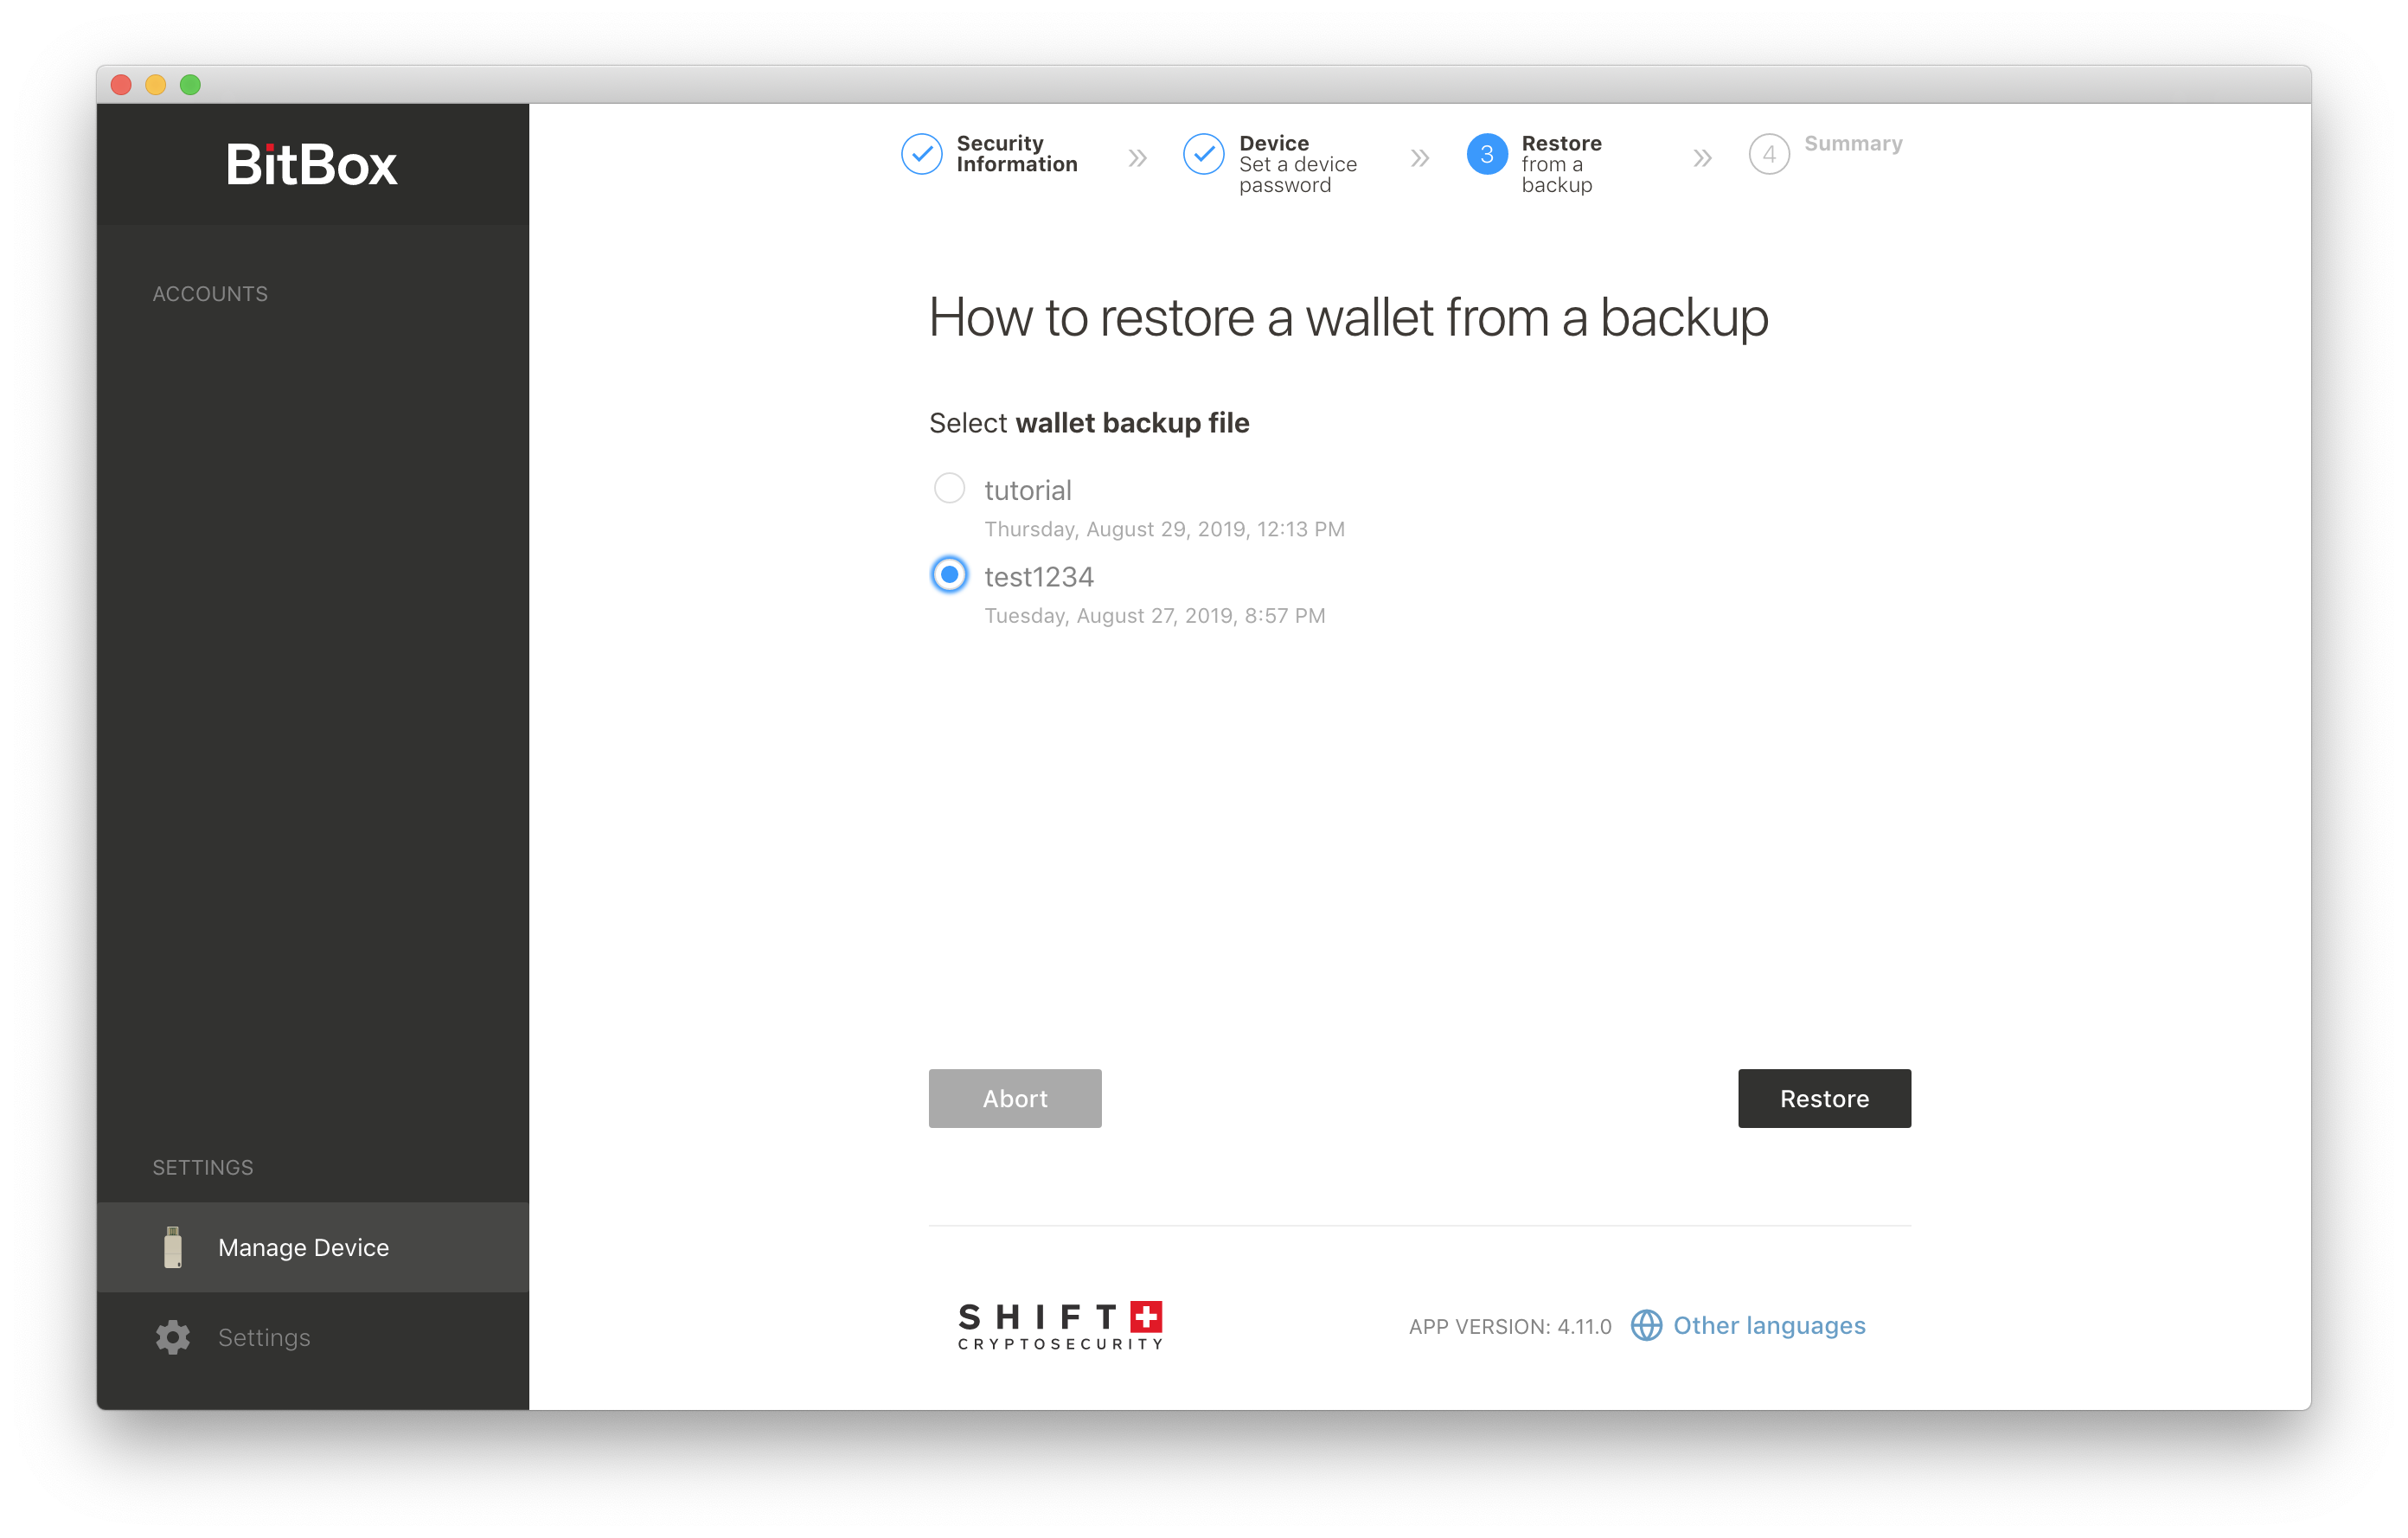 BitBox
ACCOUNTS
SETTINGS
Manage Device
Settings
Security
Information
»
Device
Set a device
password
»
3
Restore
from a
backup
»
4
Summary
How to restore a wallet from a backup
Select wallet backup file
tutorial
Thursday, August 29, 2019, 12:13 PM
test1234
Tuesday, August 27, 2019, 8:57 PM
Abort
Restore
SHIFT
CRYPTOSECURITY
APP VERSION: 4.11.0
Other languages